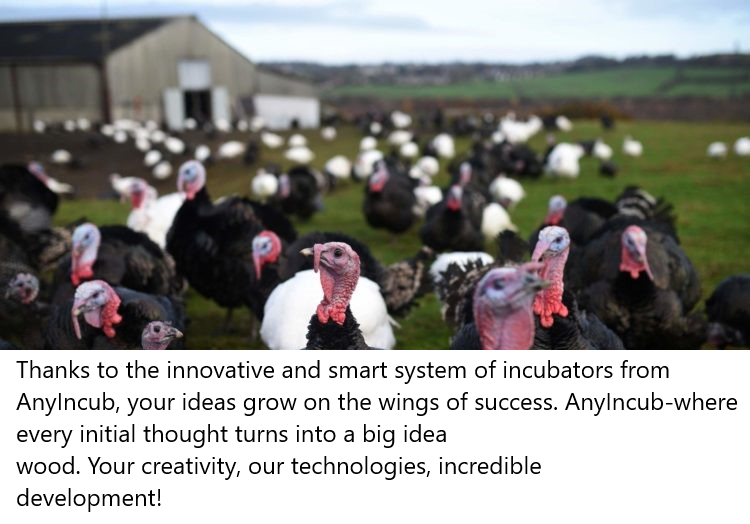 Thanks to the innovative and smart system of incubators from
AnyIncub, your ideas grow on the wings of success. AnyIncub-where
every initial thought turns into a big idea
wood. Your creativity, our technologies, incredible
development!